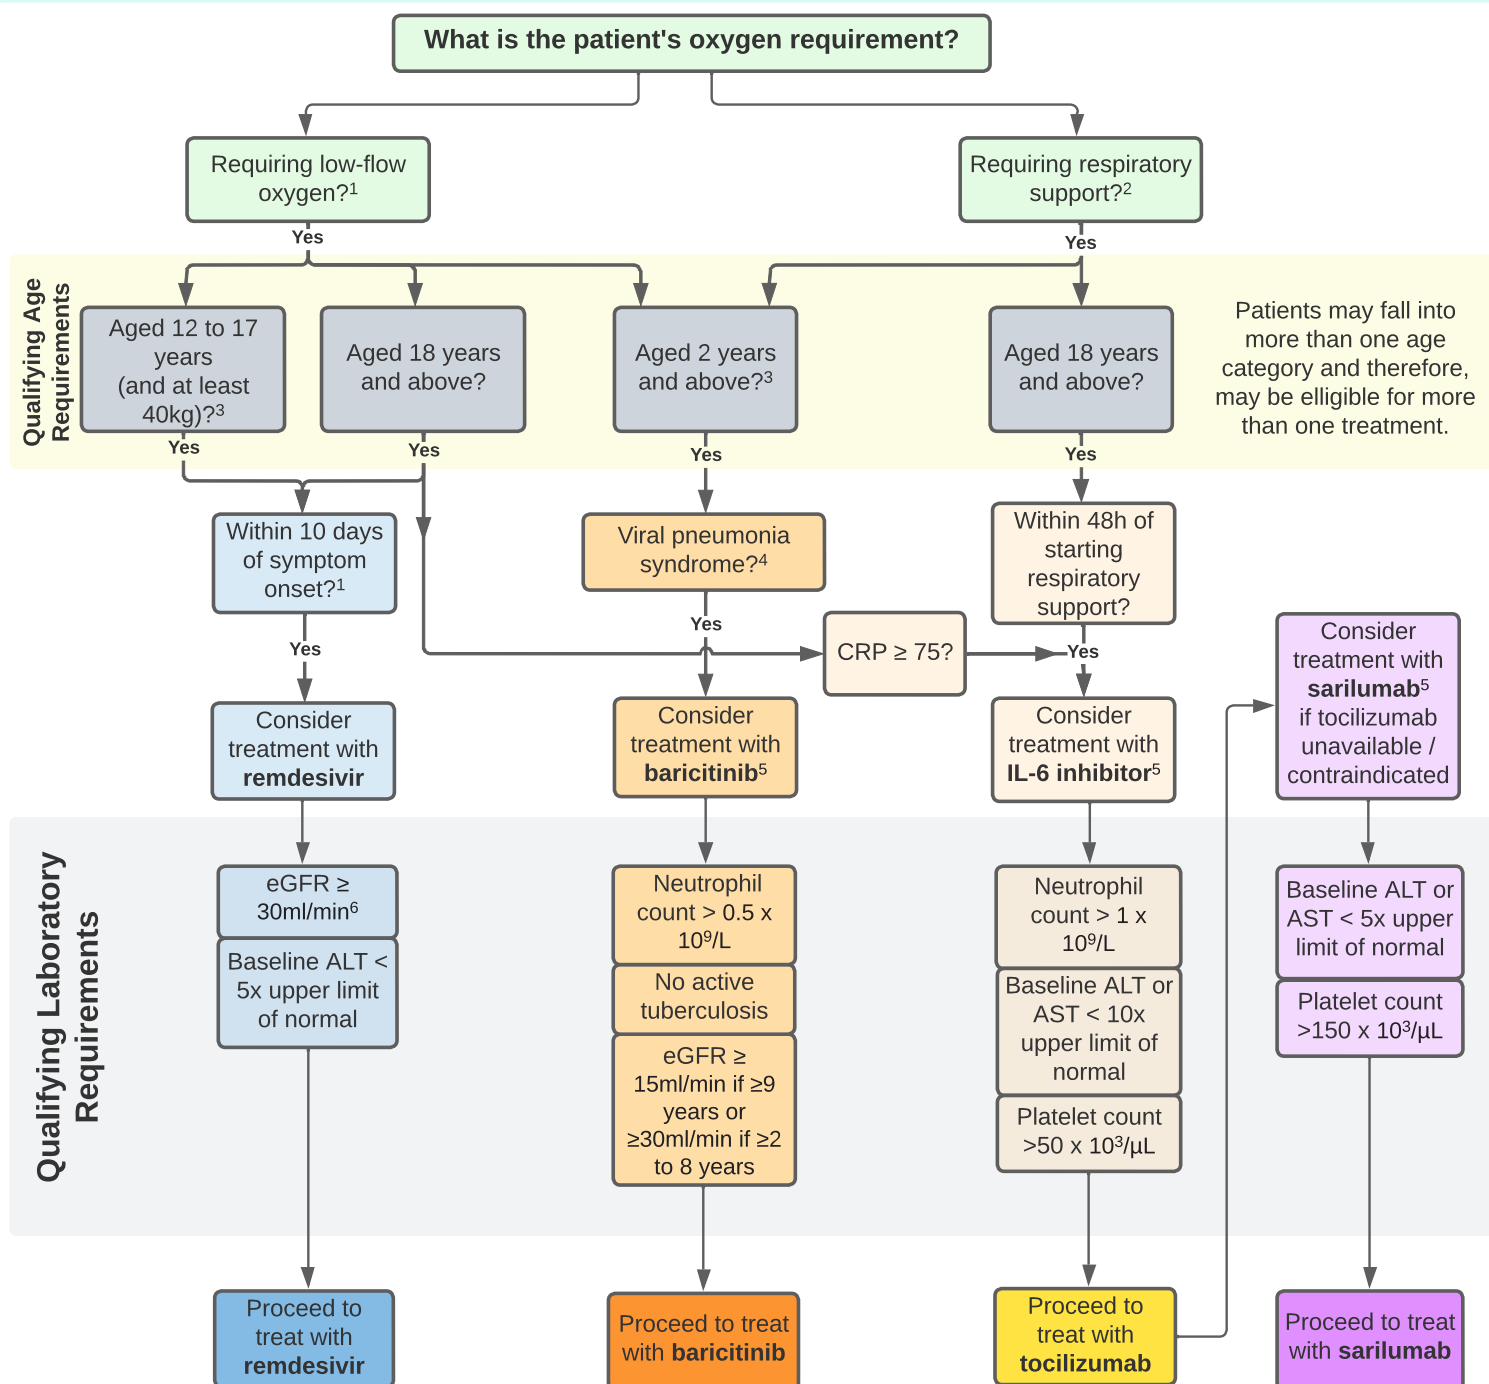 What is the patient's oxygen requirement?
Requiring low-flow
oxygen?¹
Requiring respiratory
support?²
Yes
Yes
Qualifying Age
Requirements
Aged 12 to 17
years
(and at least
40kg)?³
Aged 18 years
and above?
Aged 2 years
and above?³
Aged 18 years
and above?
Patients may fall into
more than one age
category and therefore,
may be elligible for more
than one treatment.
Yes
Yes
Yes
Yes
Within 10 days
of symptom
onset?¹
Viral pneumonia
syndrome?⁴
Within 48h of
starting
respiratory
support?
Yes
Yes
CRP ≥ 75?
Yes
Consider
treatment with
remdesivir
Consider
treatment with
baricitinib⁵
Consider
treatment with
IL-6 inhibitor⁵
Consider
treatment with
sarilumab⁵
if tocilizumab
unavailable /
contraindicated
Qualifying Laboratory
Requirements
eGFR ≥
30ml/min⁶
Baseline ALT <
5x upper limit
of normal
Neutrophil
count > 0.5 x
10⁹/L
No active
tuberculosis
eGFR ≥
15ml/min if ≥9
years or
≥30ml/min if ≥2
to 8 years
Neutrophil
count > 1 x
10⁹/L
Baseline ALT or
AST < 10x
upper limit of
normal
Platelet count
>50 x 10³/µL
Baseline ALT or
AST < 5x upper
limit of normal
Platelet count
>150 x 10³/µL
Proceed to
treat with
remdesivir
Proceed to treat
with baricitinib
Proceed to
treat with
tocilizumab
Proceed to treat
with sarilumab